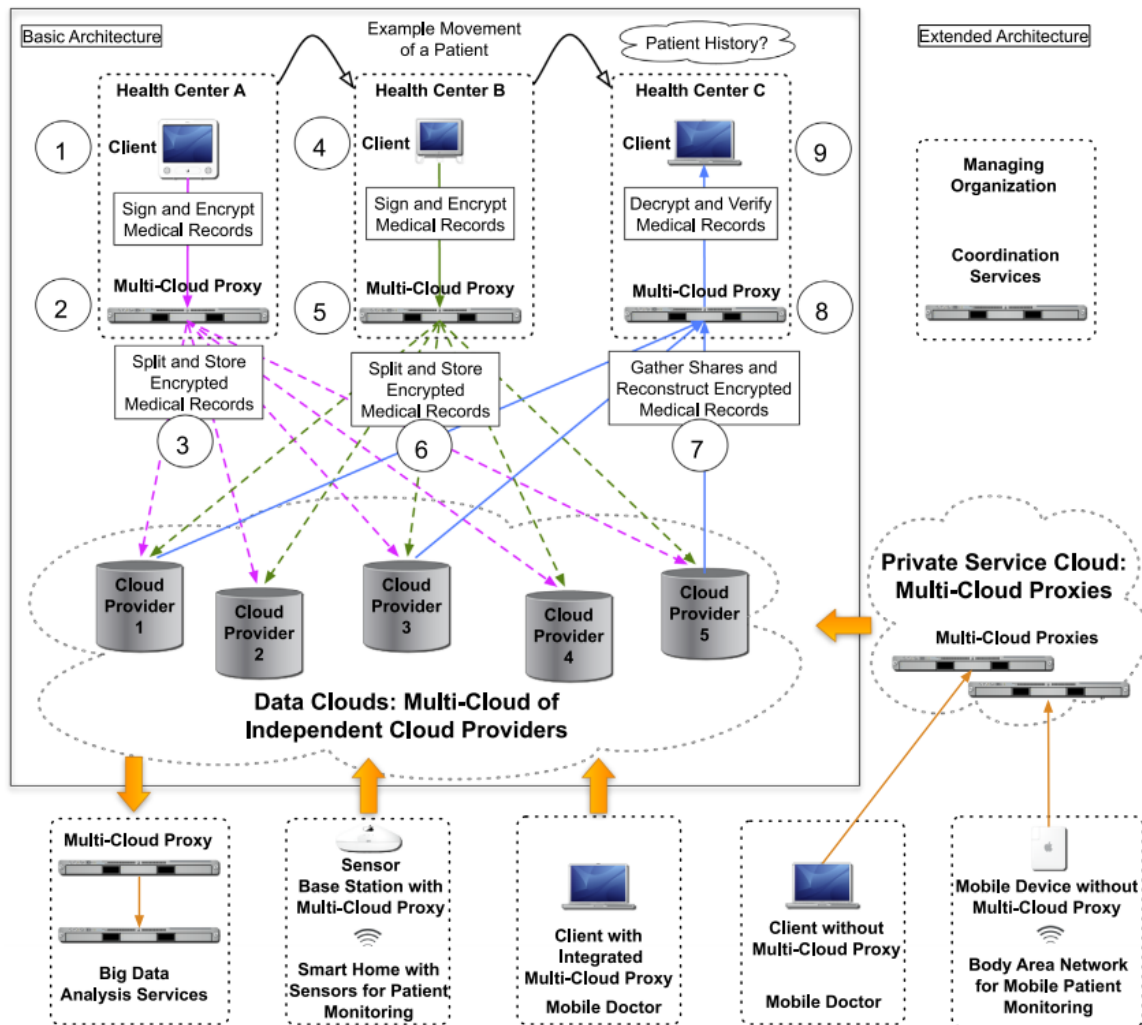 Basic Architecture
Example Movement
of a Patient
Patient History?
Extended Architecture
Health Center A
Health Center B
Health Center C
1
Client
4
Client
Client
9
Sign and Encrypt
Medical Records
Sign and Encrypt
Medical Records
Decrypt and Verify
Medical Records
Managing
Organization
Coordination
Services
2
Multi-Cloud Proxy
5
Multi-Cloud Proxy
Multi-Cloud Proxy
8
Split and Store
Encrypted
Medical Records
Split and Store
Encrypted
Medical Records
Gather Shares and
Reconstruct Encrypted
Medical Records
3
6
7
Cloud
Provider
1
Cloud
Provider
2
Cloud
Provider
3
Cloud
Provider
4
Cloud
Provider
5
Data Clouds: Multi-Cloud of
Independent Cloud Providers
Private Service Cloud:
Multi-Cloud Proxies
Multi-Cloud Proxies
Multi-Cloud Proxy
Big Data
Analysis Services
Sensor
Base Station with
Multi-Cloud Proxy
Smart Home with
Sensors for Patient
Monitoring
Client with
Integrated
Multi-Cloud Proxy
Mobile Doctor
Client without
Multi-Cloud Proxy
Mobile Doctor
Mobile Device without
Multi-Cloud Proxy
Body Area Network
for Mobile Patient
Monitoring